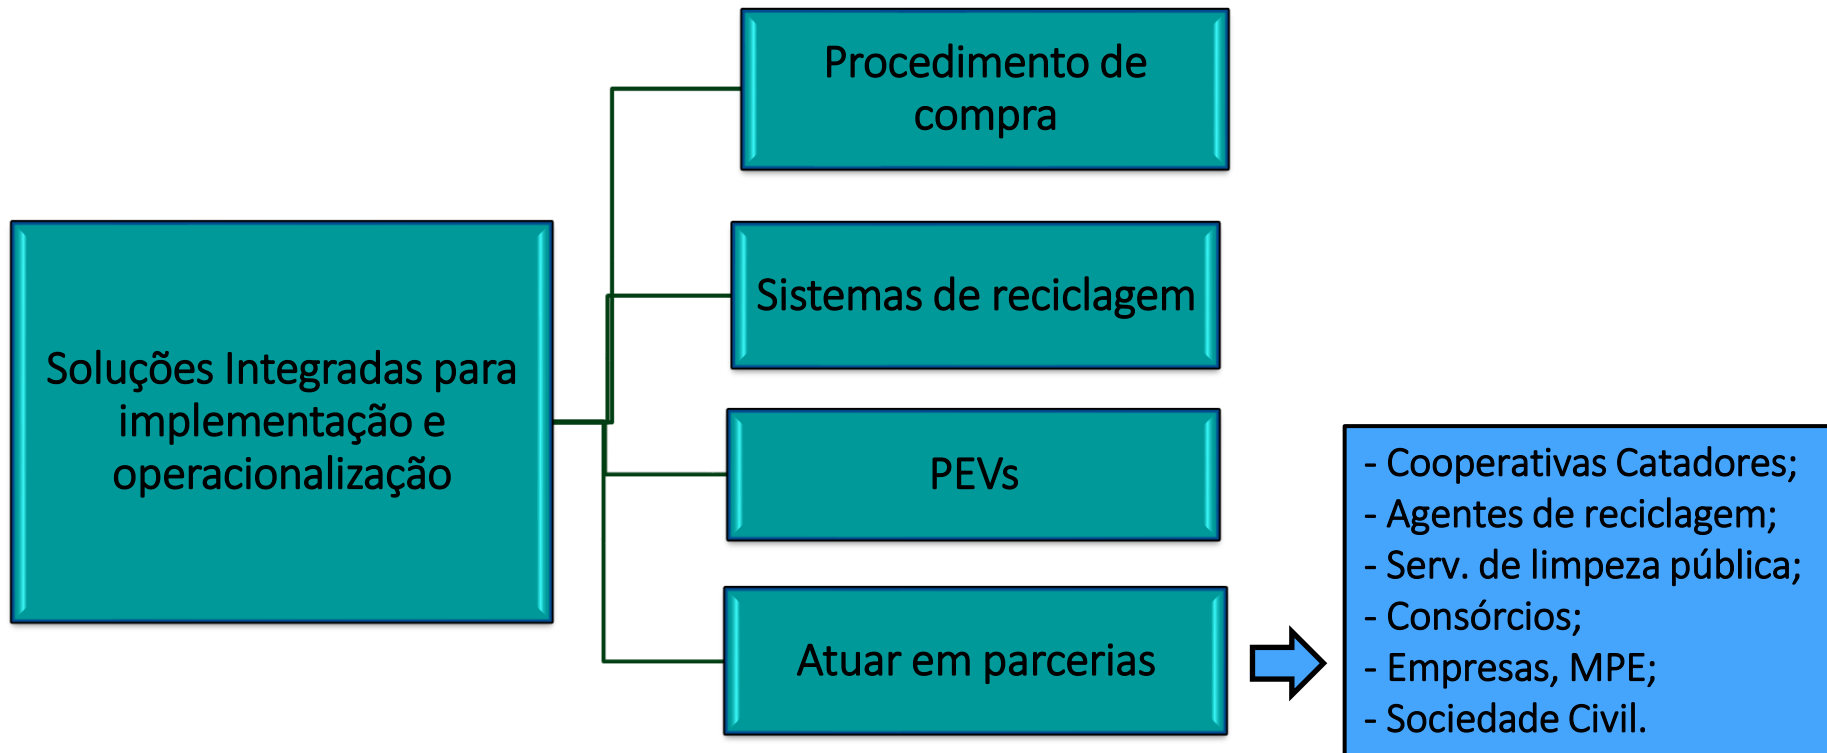 Procedimento de
compra
Sistemas de reciclagem
Soluções Integradas para
implementação e
operacionalização
PEVs
Atuar em parcerias
- Cooperativas Catadores;
- Agentes de reciclagem;
- Serv. de limpeza pública;
- Consórcios;
- Empresas, MPE;
- Sociedade Civil.